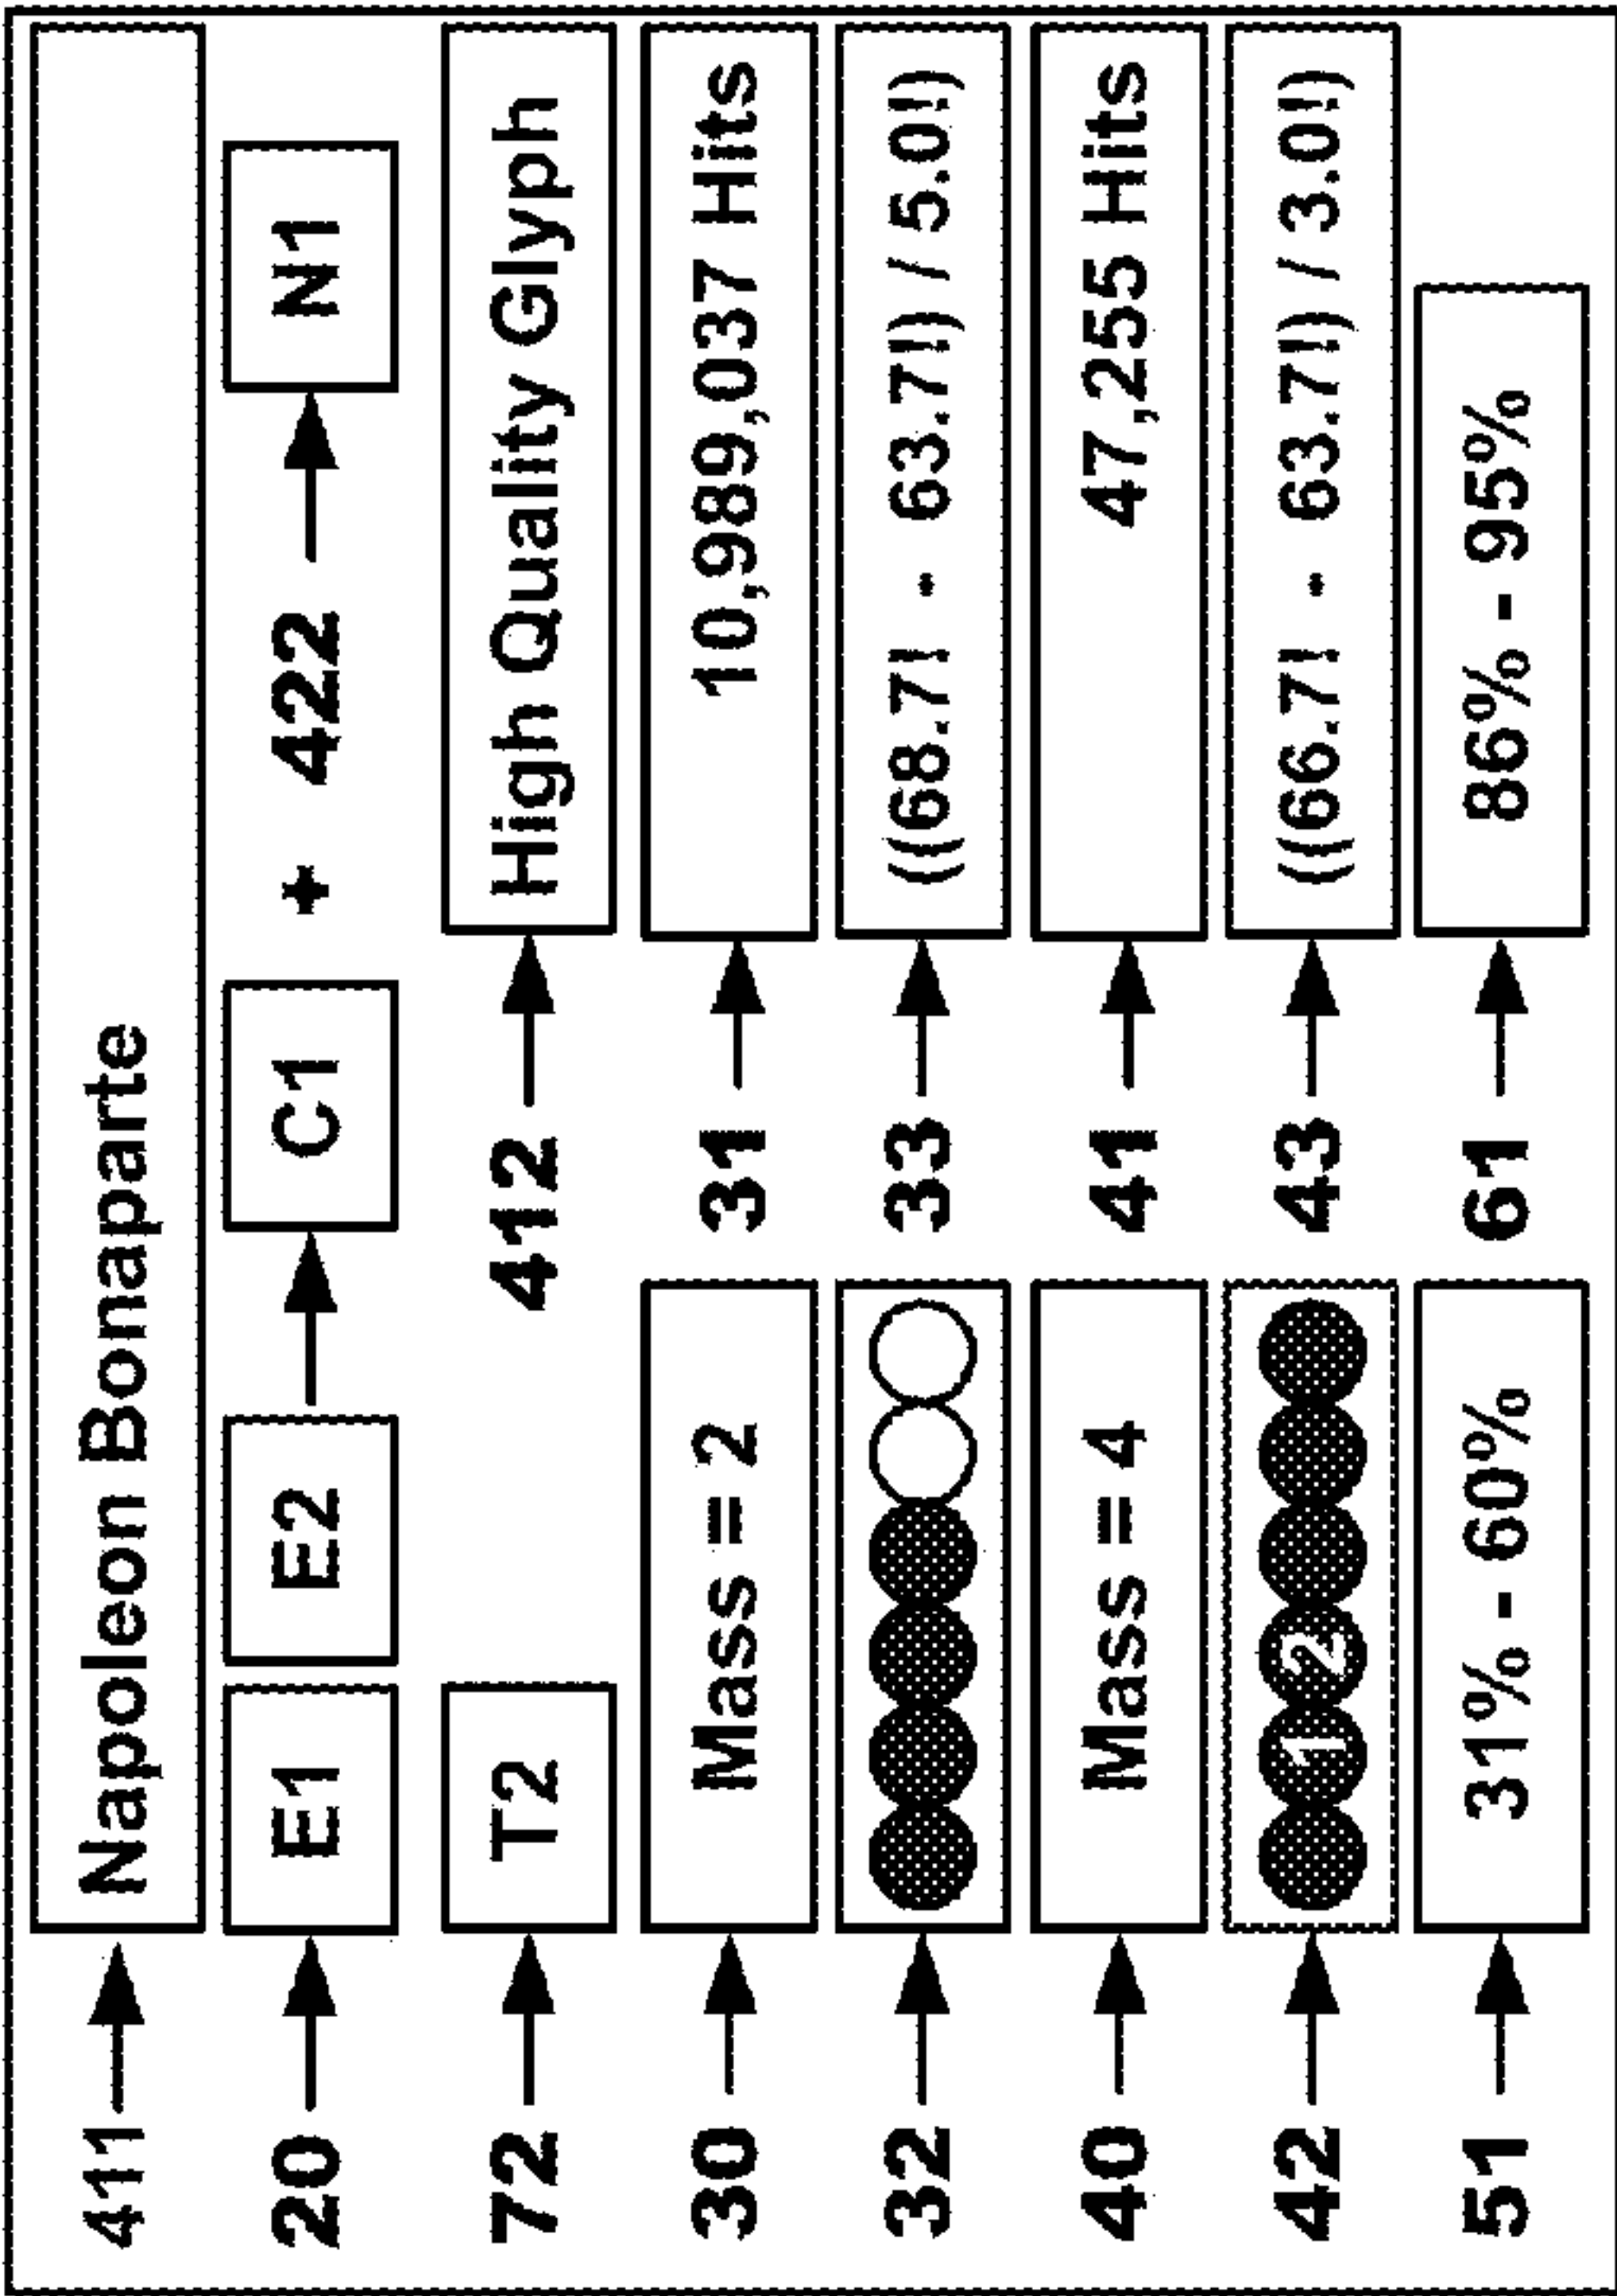 411 Napoleon Bonaparte
20 E1 E2 C1 + 422 N1
72 T2 412 High Quality Glyph
30 Mass = 2 31 10,989,037 Hits
32 33 ((68.7! - 63.7!) / 5.0!)
40 Mass = 4 41 47,255 Hits
42 1 2 43 ((66.7! - 63.7!) / 3.0!)
51 31% - 60% 61 86% - 95%